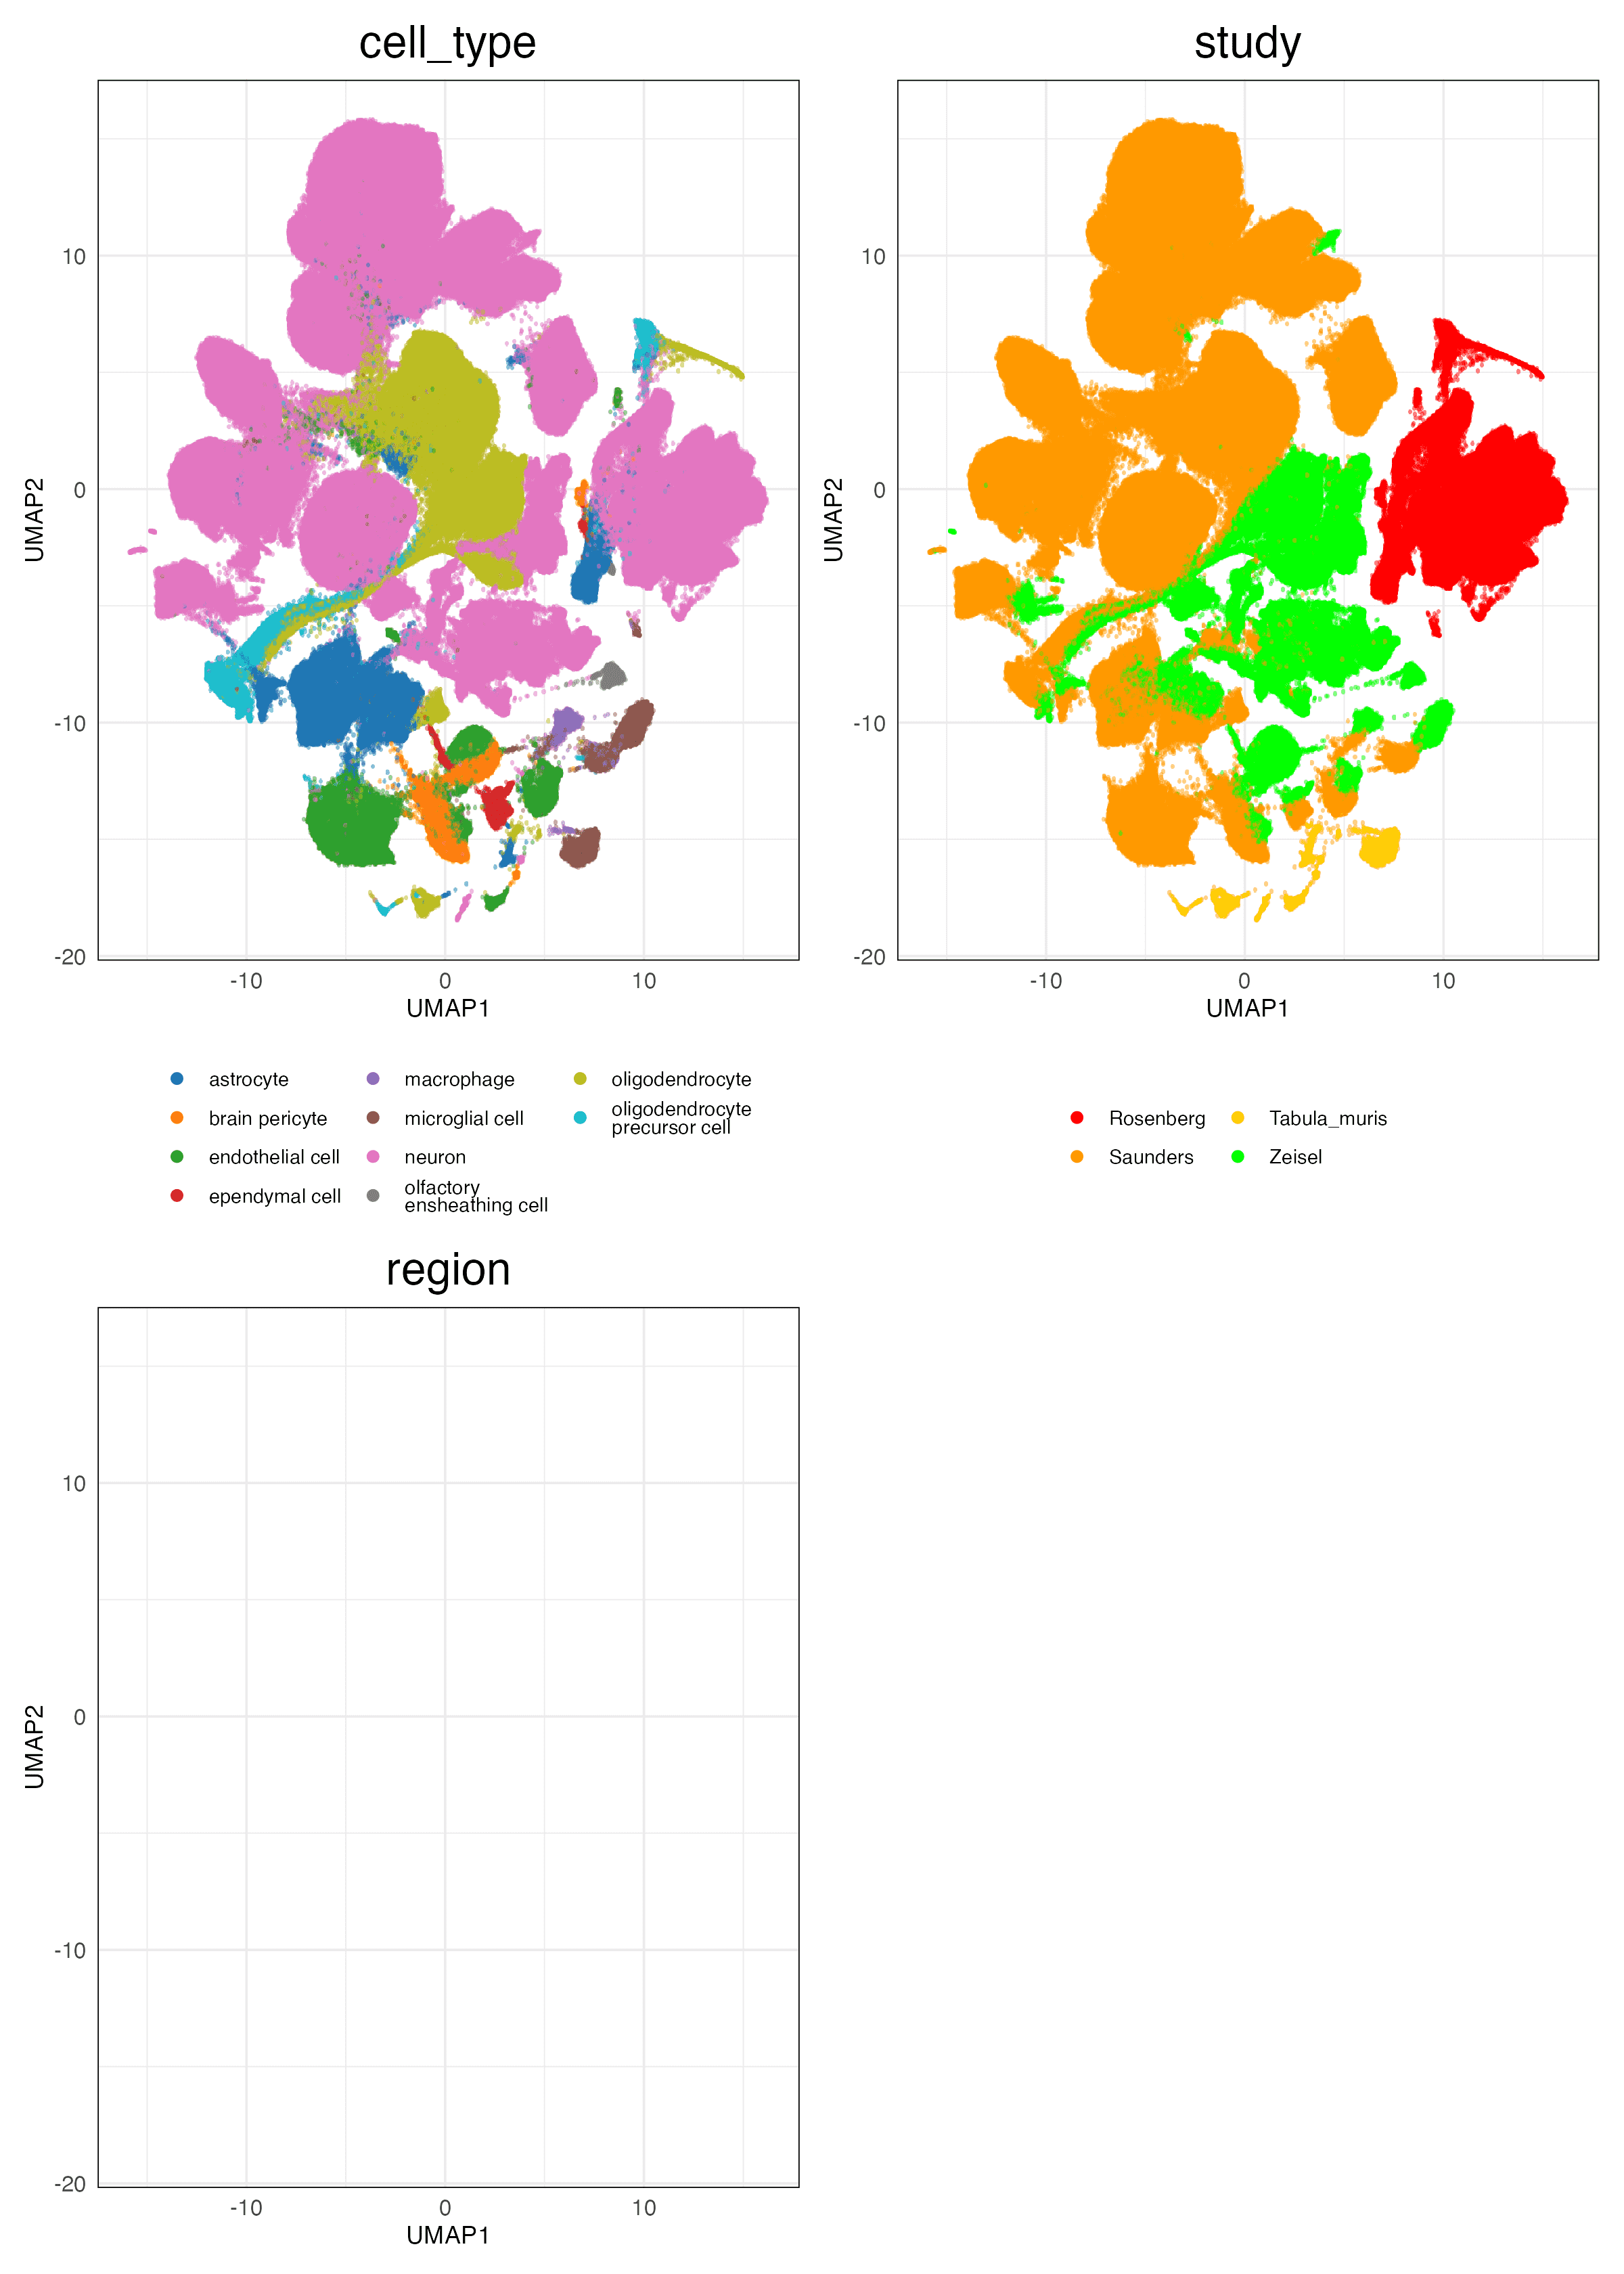 cell_type
study
10
0
-10
-20
UMAP2
-10
0
10
UMAP1
10
0
-10
-20
UMAP2
-10
0
10
UMAP1
astrocyte
brain pericyte
endothelial cell
ependymal cell
macrophage
microglial cell
neuron
olfactory
ensheathing cell
oligodendrocyte
oligodendrocyte
precursor cell
Rosenberg
Saunders
Tabula_muris
Zeisel
region
10
0
-10
-20
UMAP2
-10
0
10
UMAP1